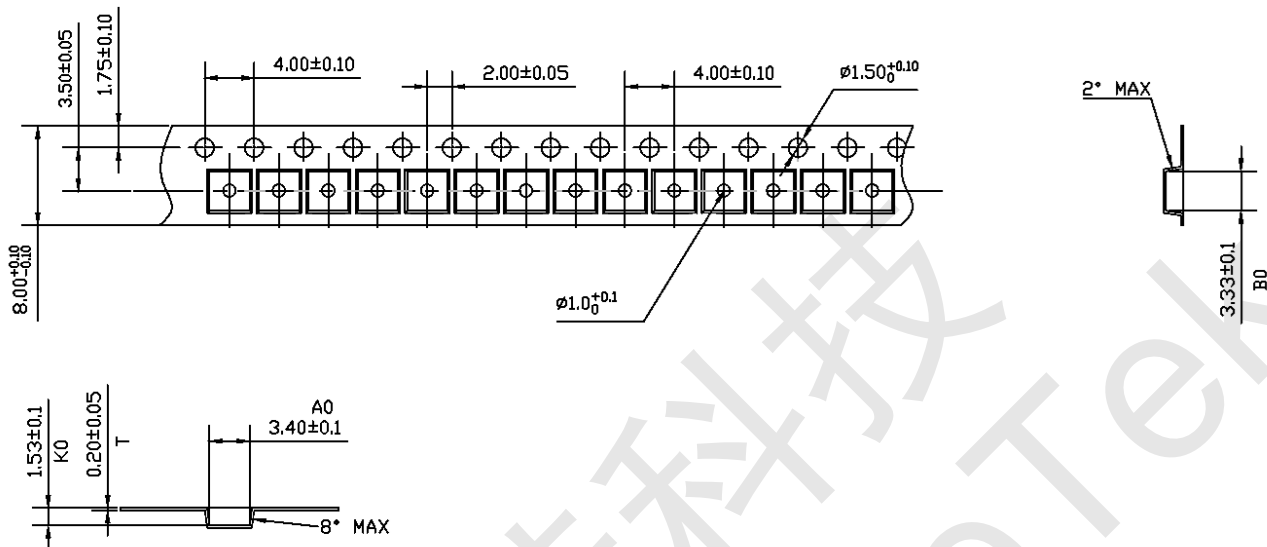 3.50±0.05
1.75±0.10
4.00±0.10
2.00±0.05
4.00±0.10
ø1.50 +0.10 0
2° MAX
8.00 +0.10 -0.10
ø1.0 +0.1 0
3.33±0.1
B0
1.53±0.1
K0
0.20±0.05
T
A0
3.40±0.1
8° MAX
科技
Tek